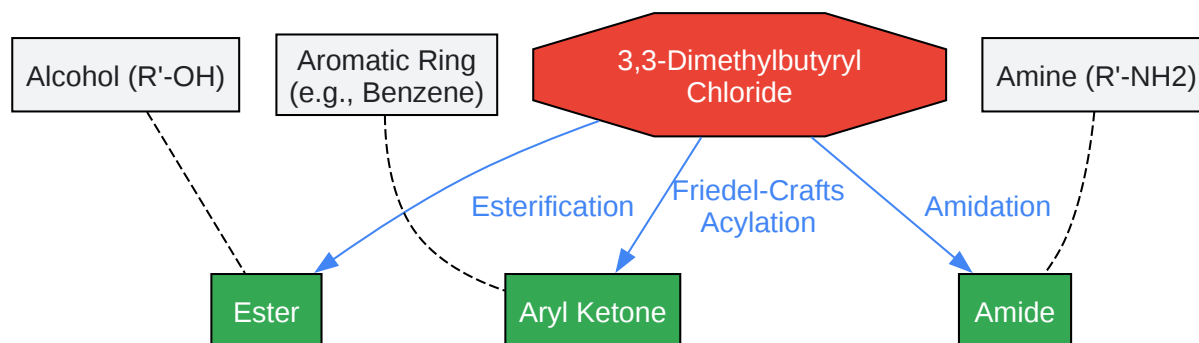 Alcohol (R'-OH)
Aromatic Ring
(e.g., Benzene)
3,3-Dimethylbutyryl
Chloride
Amine (R'-NH2)
Esterification
Friedel-Crafts
Acylation
Amidation
Ester
Aryl Ketone
Amide